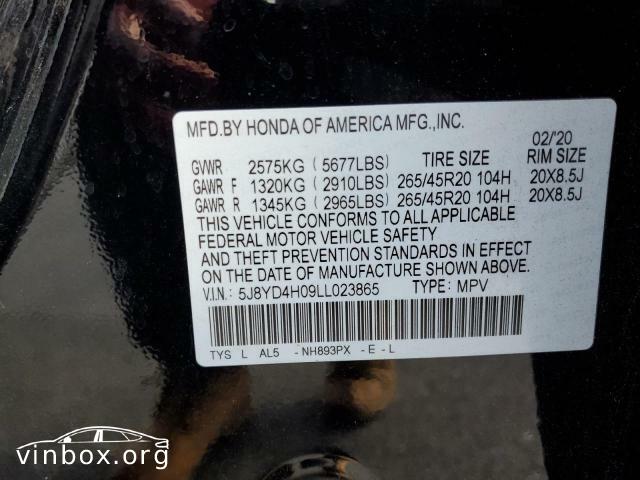 MFD.BY HONDA OF AMERICA MFG.,INC.
02/'20
GVWR 2575KG (5677LBS) TIRE SIZE RIM SIZE
GAWR F 1320KG (2910LBS) 265/45R20 104H 20X8.5J
GAWR R 1345KG (2965LBS) 265/45R20 104H 20X8.5J
THIS VEHICLE CONFORMS TO ALL APPLICABLE
FEDERAL MOTOR VEHICLE SAFETY
AND THEFT PREVENTION STANDARDS IN EFFECT
ON THE DATE OF MANUFACTURE SHOWN ABOVE.
V.I.N.: 5J8YD4H09LL023865 TYPE: MPV
TYS L AL5 -NH893PX -E-L
vinbox.org